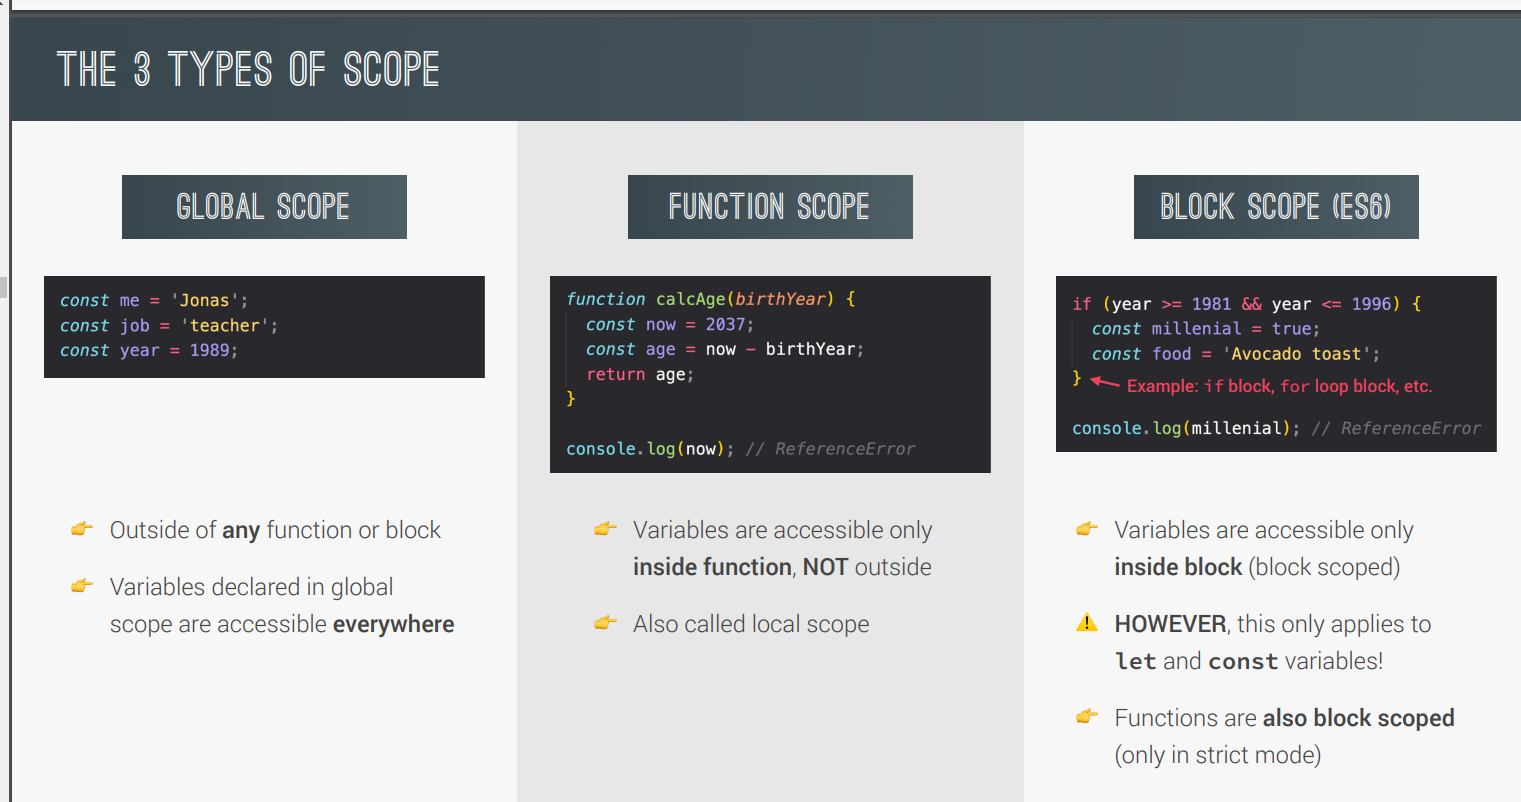 THE 3 TYPES OF SCOPE
GLOBAL SCOPE
const me = 'Jonas';
const job = 'teacher';
const year = 1989;
Outside of any function or block
Variables declared in global
scope are accessible everywhere
FUNCTION SCOPE
function calcAge(birthYear) {
const now = 2037;
const age = now − birthYear;
return age;
}
console.log(now); // ReferenceError
Variables are accessible only
inside function, NOT outside
Also called local scope
BLOCK SCOPE (ES6)
if (year >= 1981 && year <= 1996) {
const millenial = true;
const food = 'Avocado toast';
} Example: if block, for loop block, etc.
console.log(millenial); // ReferenceError
Variables are accessible only
inside block (block scoped)
HOWEVER, this only applies to
let and const variables!
Functions are also block scoped
(only in strict mode)